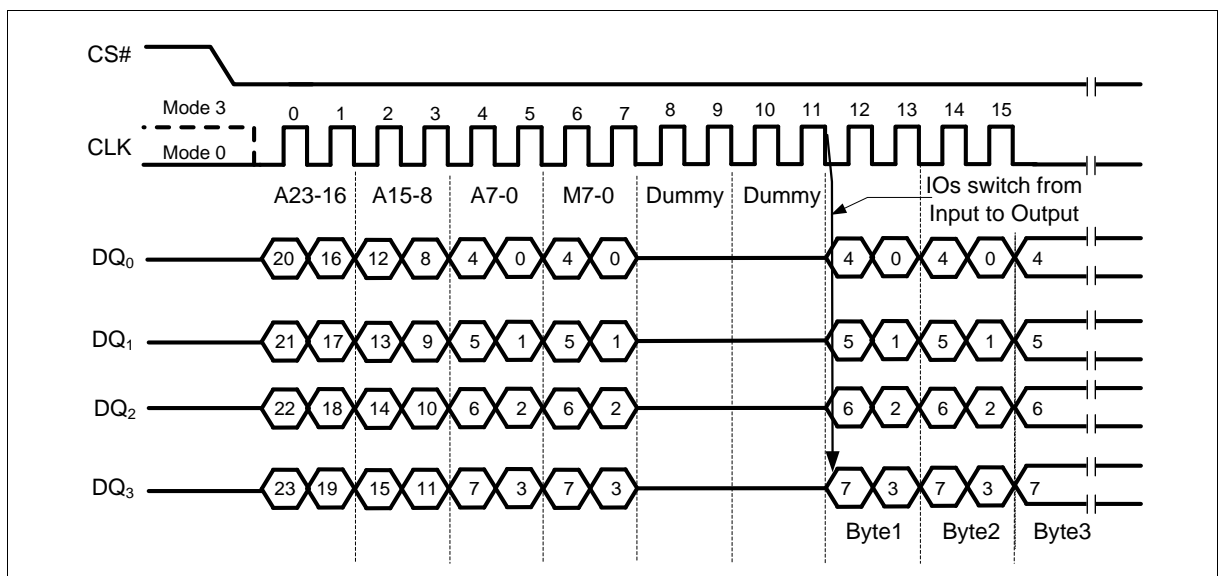 CS#
Mode 3
0 1 2 3 4 5 6 7 8 9 10 11 12 13 14 15
CLK
Mode 0
A23-16 A15-8 A7-0 M7-0 Dummy Dummy IOs switch from
Input to Output
DQ0 20 16 12 8 4 0 4 0 4 0 4 0 4
DQ1 21 17 13 9 5 1 5 1 5 1 5 1 5
DQ2 22 18 14 10 6 2 6 2 6 2 6 2 6
DQ3 23 19 15 11 7 3 7 3 7 3 7 3 7
Byte1 Byte2 Byte3